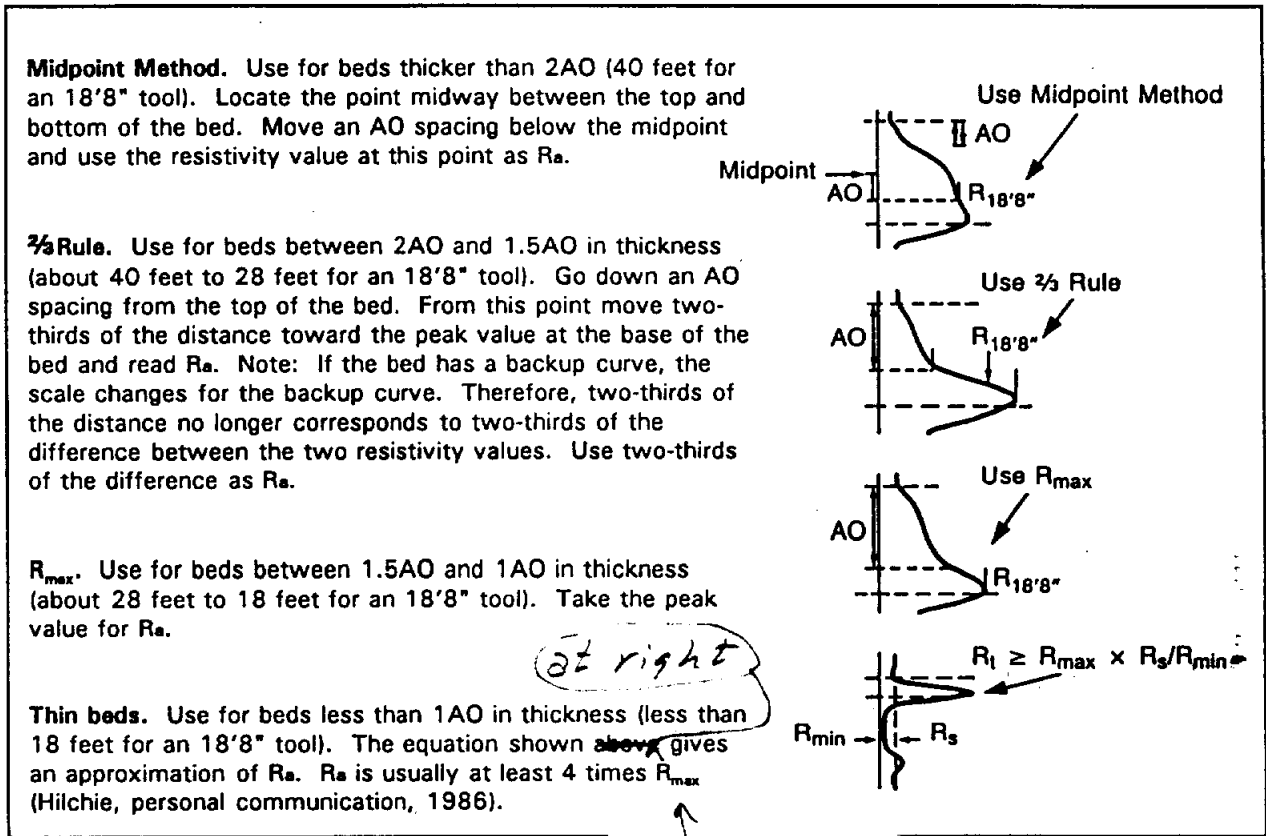 Midpoint Method. Use for beds thicker than 2AO (40 feet for
an 18'8" tool). Locate the point midway between the top and
bottom of the bed. Move an AO spacing below the midpoint
and use the resistivity value at this point as Ra.
Use Midpoint Method
AO
Midpoint
AO
R18'8"
⅔ Rule. Use for beds between 2AO and 1.5AO in thickness
(about 40 feet to 28 feet for an 18'8" tool). Go down an AO
spacing from the top of the bed. From this point move two-
thirds of the distance toward the peak value at the base of the
bed and read Ra. Note: If the bed has a backup curve, the
scale changes for the backup curve. Therefore, two-thirds of
the distance no longer corresponds to two-thirds of the
difference between the two resistivity values. Use two-thirds
of the difference as Ra.
Use ⅔ Rule
AO
R18'8"
Rmax. Use for beds between 1.5AO and 1AO in thickness
(about 28 feet to 18 feet for an 18'8" tool). Take the peak
value for Ra.
Use Rmax
AO
R18'8"
at right
Thin beds. Use for beds less than 1AO in thickness (less than
18 feet for an 18'8" tool). The equation shown above gives
an approximation of Ra. Ra is usually at least 4 times Rmax
(Hilchie, personal communication, 1986).
Rt ≥ Rmax × Rs/Rmin
Rmin
Rs